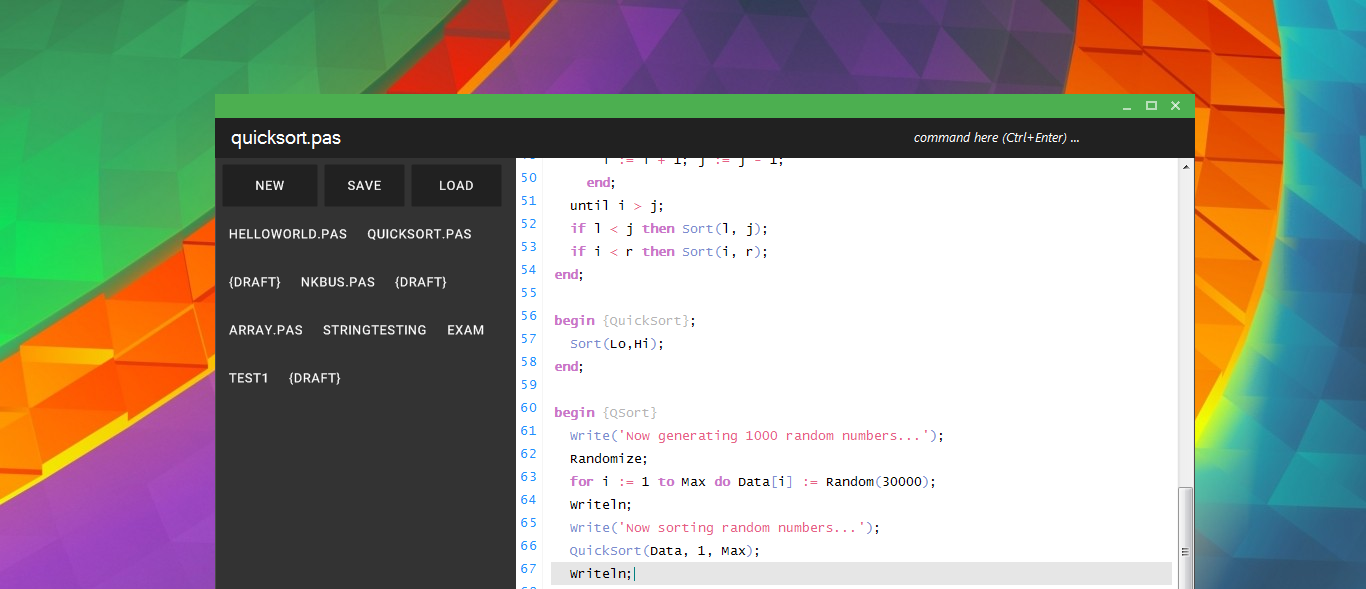 quicksort.pas
command here (Ctrl+Enter) ...
NEW SAVE LOAD
HELLOWORLD.PAS QUICKSORT.PAS
{DRAFT} NKBUS.PAS {DRAFT}
ARRAY.PAS STRINGTESTING EXAM
TEST1 {DRAFT}
i := i + 1; j := j - 1;
50 end;
51 until i > j;
52 if l < j then Sort(l, j);
53 if i < r then Sort(i, r);
54 end;
55
56 begin {QuickSort};
57 Sort(Lo,Hi);
58 end;
59
60 begin {QSort}
61 Write('Now generating 1000 random numbers...');
62 Randomize;
63 for i := 1 to Max do Data[i] := Random(30000);
64 Writeln;
65 Write('Now sorting random numbers...');
66 QuickSort(Data, 1, Max);
67 Writeln;